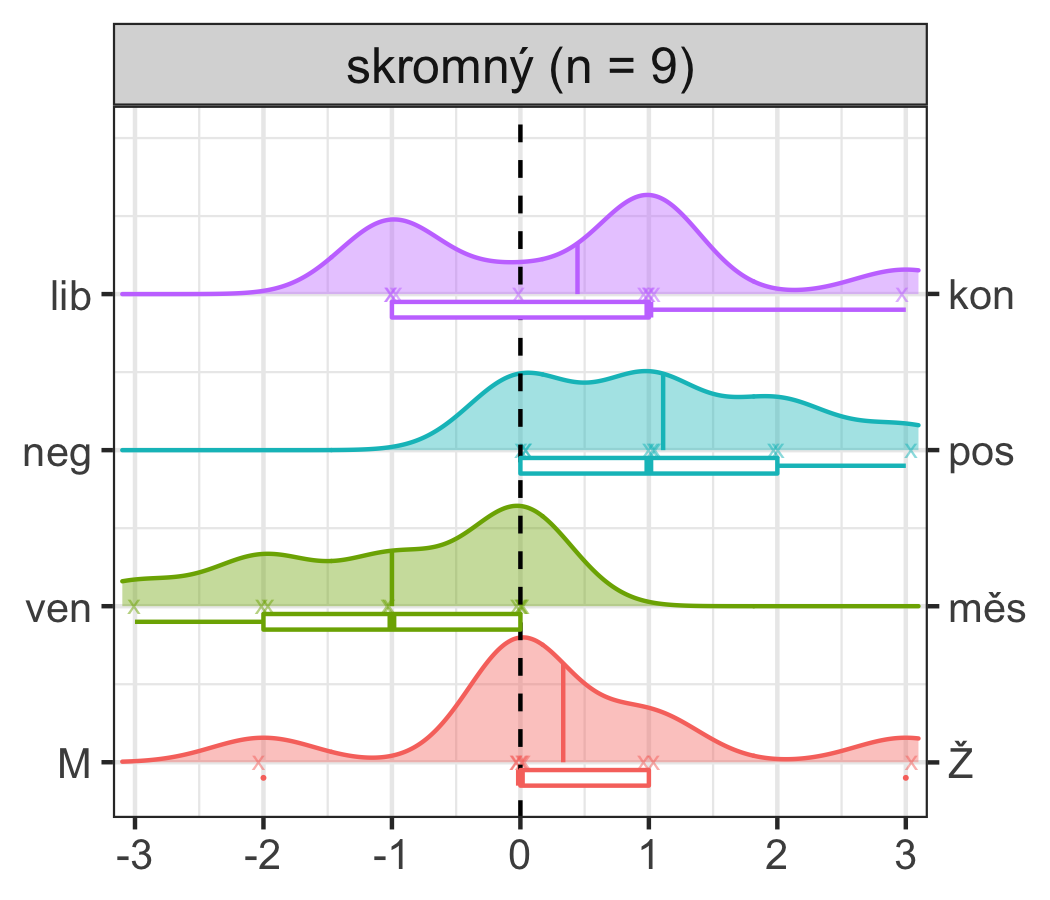 skromný (n = 9)
lib kon
neg pos
ven měs
M Ž
-3 -2 -1 0 1 2 3